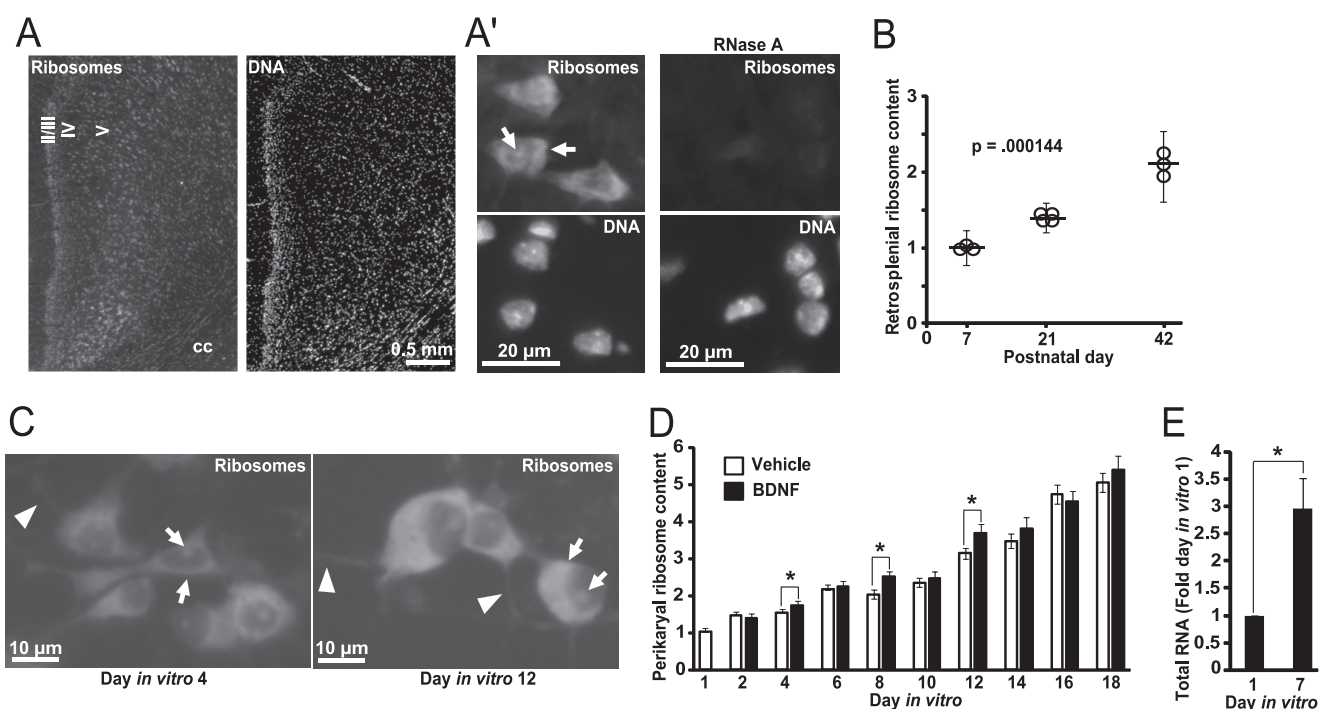 A
Ribosomes
II/III
IV
V
cc
DNA
0.5 mm
A'
Ribosomes
DNA
20 µm
RNase A
Ribosomes
DNA
20 µm
B
Retrosplenial ribosome content
3
2
1
0
p = .000144
0
7
21
42
Postnatal day
C
Ribosomes
10 µm
Day in vitro 4
Ribosomes
10 µm
Day in vitro 12
D
Perikaryal ribosome content
6
5
4
3
2
1
0
Vehicle
BDNF
*
*
*
1
2
4
6
8
10
12
14
16
18
Day in vitro
E
Total RNA (Fold day in vitro 1)
4
3.5
3
2.5
2
1.5
1
0.5
0
*
1
7
Day in vitro